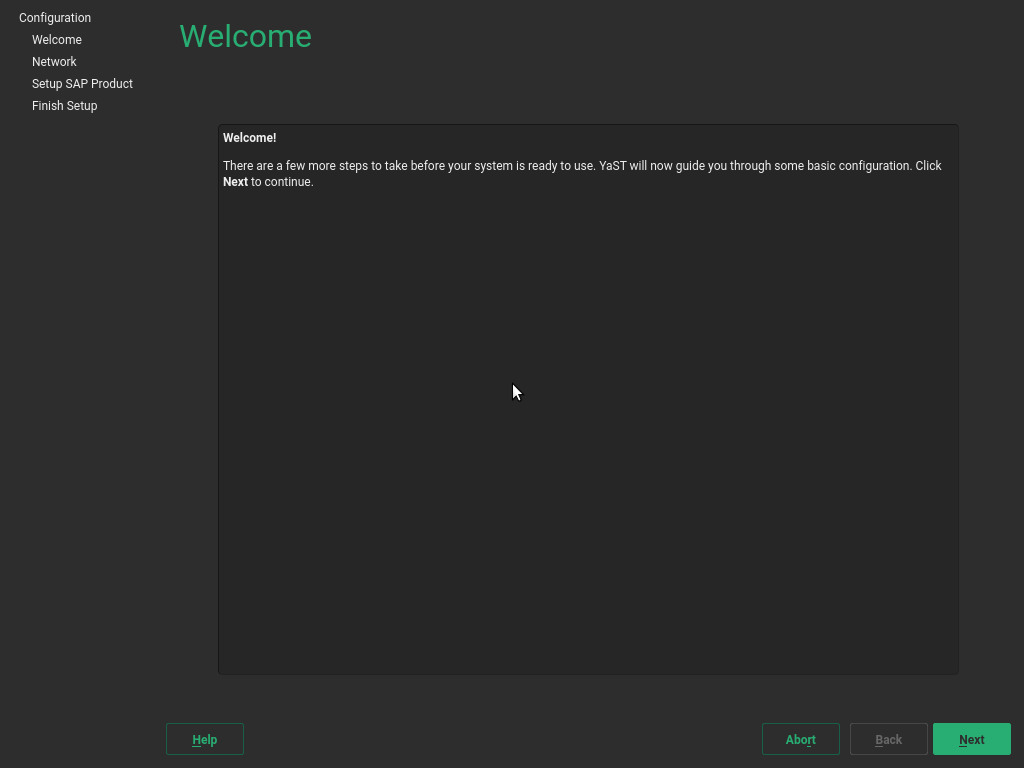 Configuration
Welcome
Network
Setup SAP Product
Finish Setup
Welcome
Welcome!
There are a few more steps to take before your system is ready to use. YaST will now guide you through some basic configuration. Click
Next to continue.
Help
Abort
Back
Next